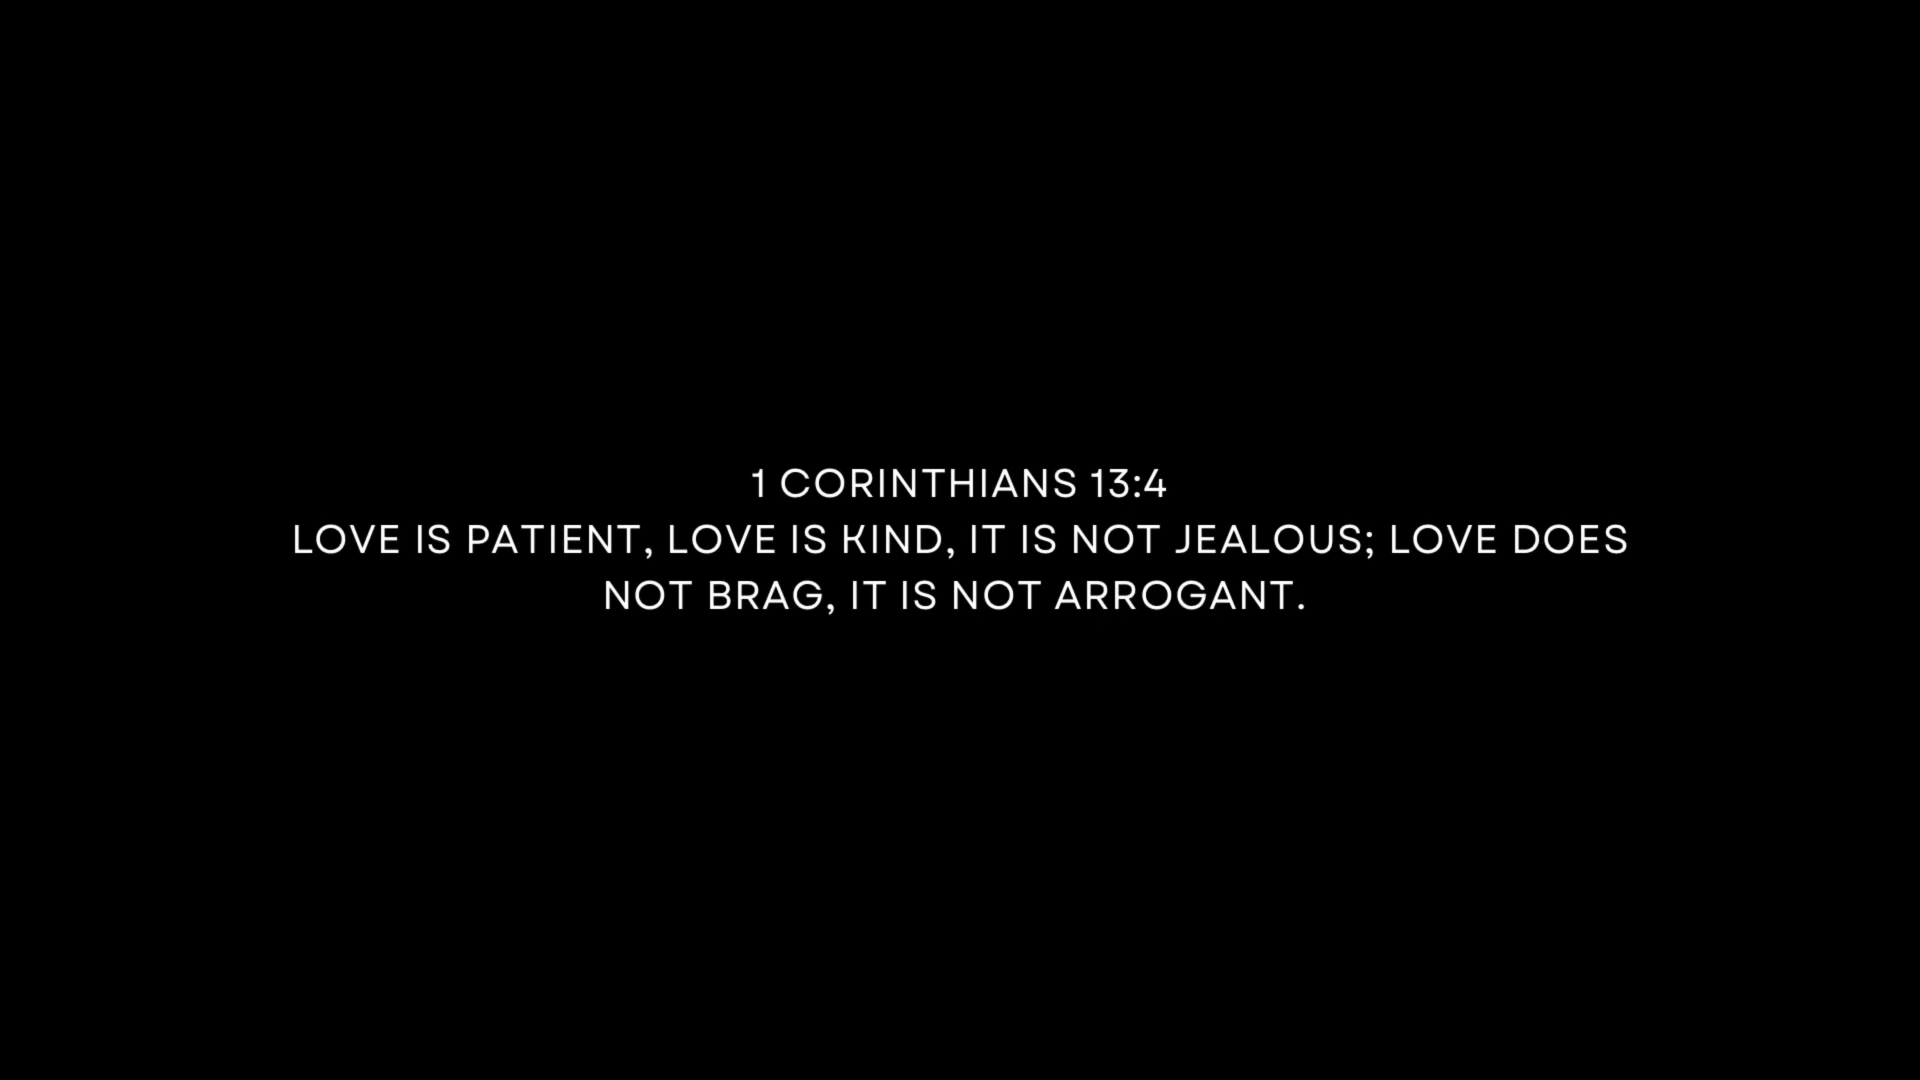 1 CORINTHIANS 13:4
LOVE IS PATIENT, LOVE IS KIND, IT IS NOT JEALOUS; LOVE DOES
NOT BRAG, IT IS NOT ARROGANT.